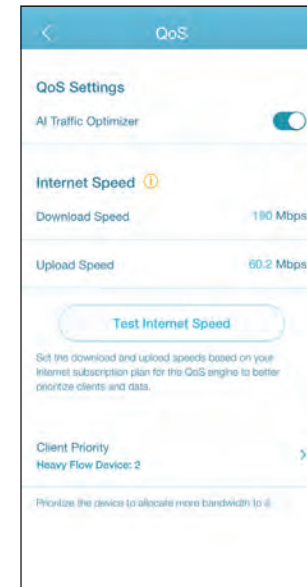 QoS
QoS Settings
AI Traffic Optimizer
Internet Speed
Download Speed 190 Mbps
Upload Speed 60.2 Mbps
Test Internet Speed
Set the download and upload speeds based on your
Internet subscription plan for the QoS engine to better
prioritize clients and data.
Client Priority
Heavy Flow Device: 2
Prioritize the device to allocate more bandwidth to it.